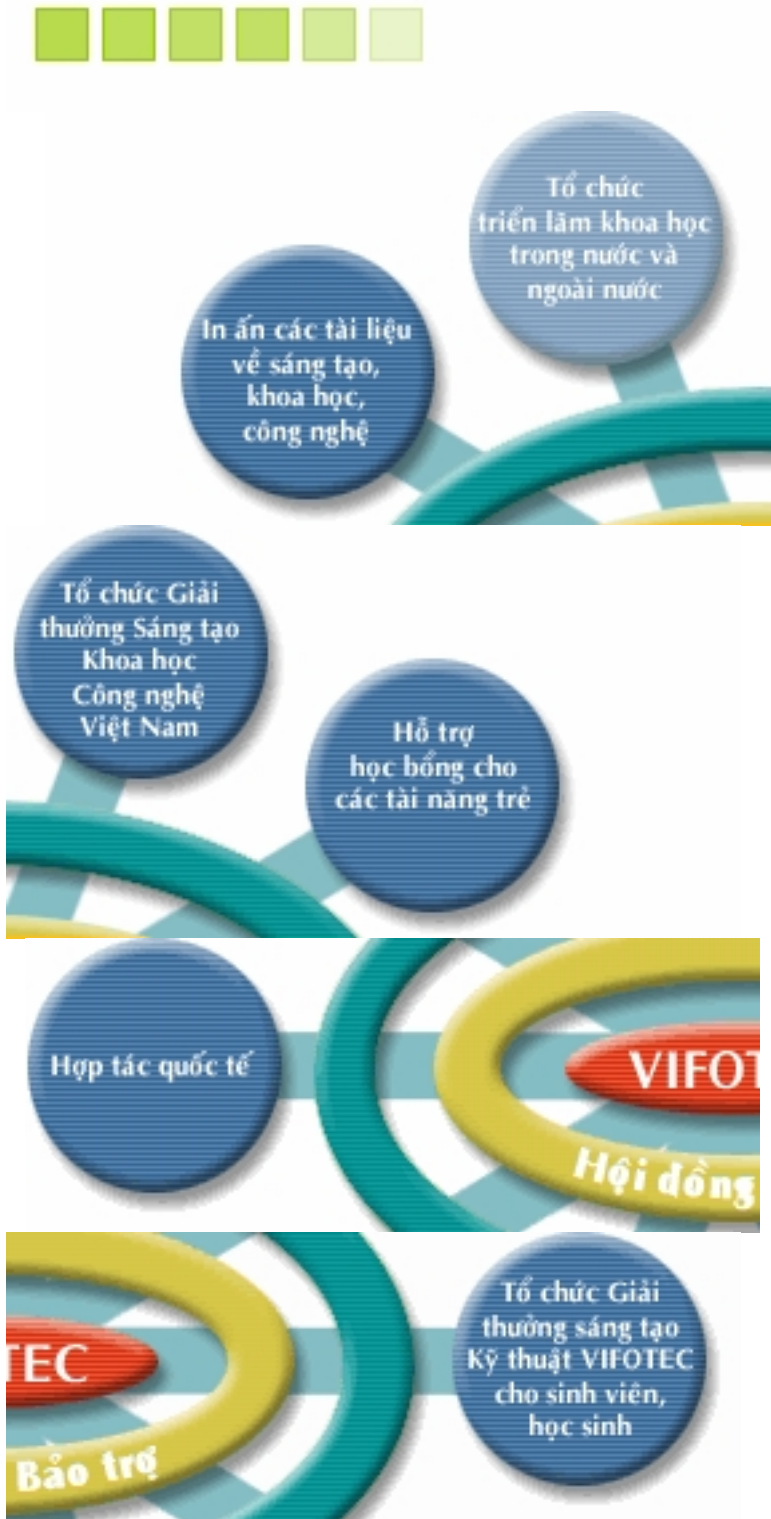 Tổ chức
triển lãm khoa học
trong nước và
ngoài nước
In ấn các tài liệu
về sáng tạo,
khoa học,
công nghệ
Tổ chức Giải
thưởng Sáng tạo
Khoa học
Công nghệ
Việt Nam
Hỗ trợ
học bổng cho
các tài năng trẻ
Hợp tác quốc tế
VIFOT
Hội đồng
TEC
Bảo trợ
Tổ chức Giải
thưởng sáng tạo
Kỹ thuật VIFOTEC
cho sinh viên,
học sinh